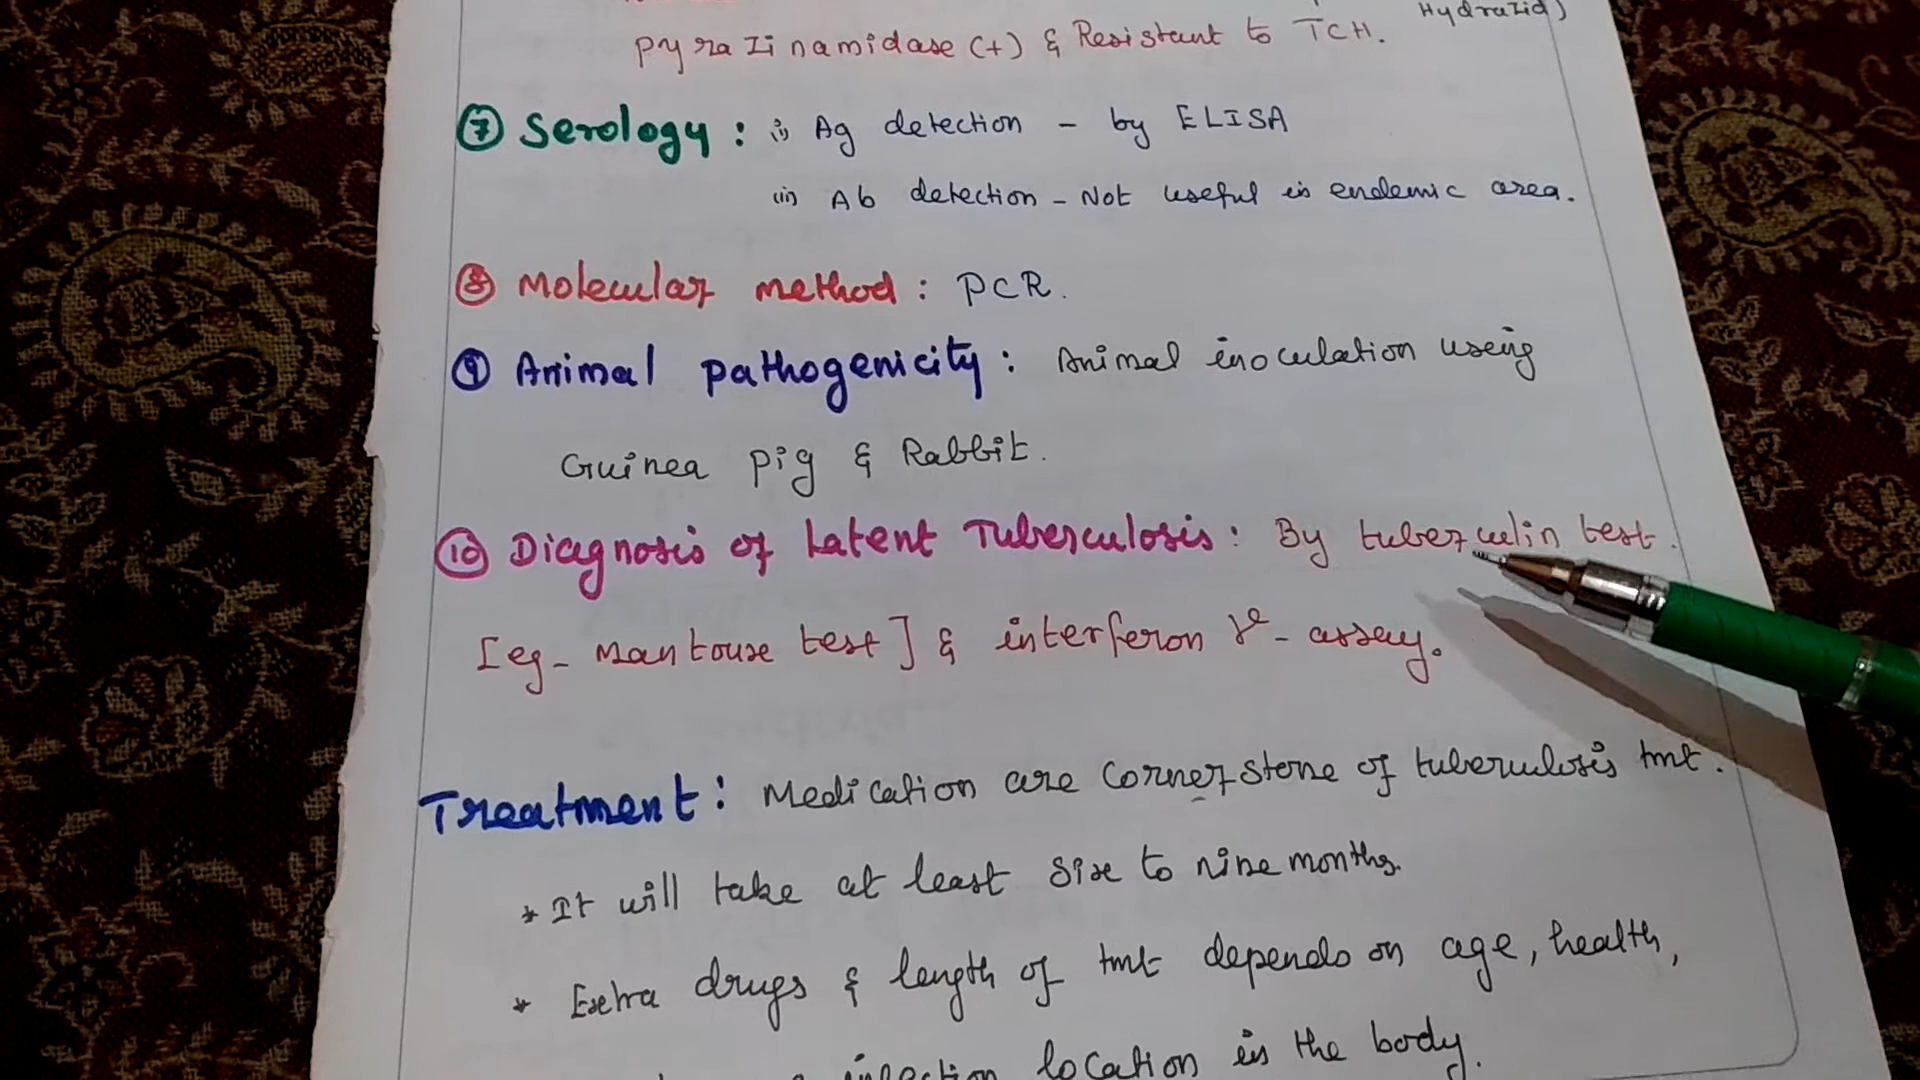 Hydrazid)
Pyrazinamidase (+) & Resistant to TCH.
⑦ Serology : i) Ag detection - by ELISA
(ii) Ab detection - Not useful in endemic area.
⑧ Molecular method : PCR.
⑨ Animal pathogenicity : Animal inoculation using
Guinea pig & Rabbit.
⑩ Diagnosis of Latent Tuberculosis : By tuberculin test.
[eg - Mantoux test] & interferon γ - assay.
Treatment : Medication are cornerstone of tuberculosis tmt.
* It will take at least six to nine months.
* Extra drugs & length of tmt depends on age, health,
infection location in the body.